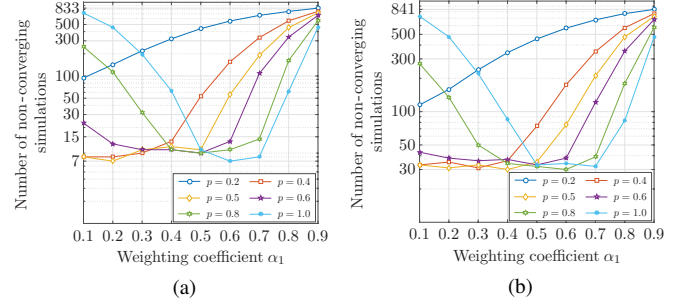 Number of non-converging
simulations
833
500
300
100
50
30
15
7
p = 0.2
p = 0.4
p = 0.5
p = 0.6
p = 0.8
p = 1.0
0.1 0.2 0.3 0.4 0.5 0.6 0.7 0.8 0.9
Weighting coefficient α₁
(a)
Number of non-converging
simulations
841
500
300
100
50
30
p = 0.2
p = 0.4
p = 0.5
p = 0.6
p = 0.8
p = 1.0
0.1 0.2 0.3 0.4 0.5 0.6 0.7 0.8 0.9
Weighting coefficient α₁
(b)